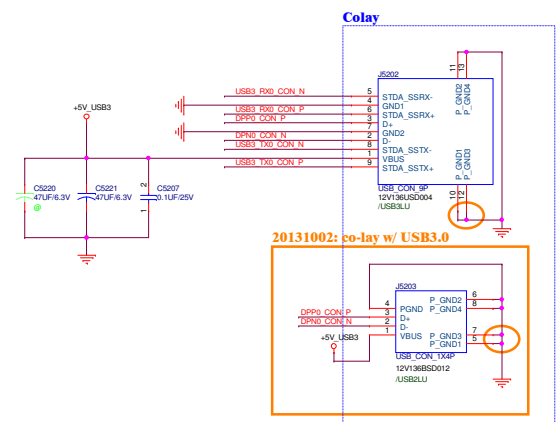 Colay
J5202
USB3_RX0_CON_N 5 STDA_SSRX-
4 GND1
USB3_RX0_CON_P 6 STDA_SSRX+
DPP0_CON_P 3 D+
7 GND2
DPN0_CON_N 2 D-
USB3_TX0_CON_N 8 STDA_SSTX-
1 VBUS
USB3_TX0_CON_P 9 STDA_SSTX+
11 13
P_GND2 P_GND4
P_GND1 P_GND3
10 12
USB_CON_9P
12V136USD004
/USB3LU
+5V_USB3
C5220 47UF/6.3V
@
C5221 47UF/6.3V
C5207 0.1UF/25V
2
1
20131002: co-lay w/ USB3.0
J5203
4 PGND
DPP0_CON_P 3 D+
DPN0_CON_N 2 D-
1 VBUS
+5V_USB3
P_GND2 6
P_GND4 8
P_GND3 7
P_GND1 5
USB_CON_1X4P
12V136BSD012
/USB2LU